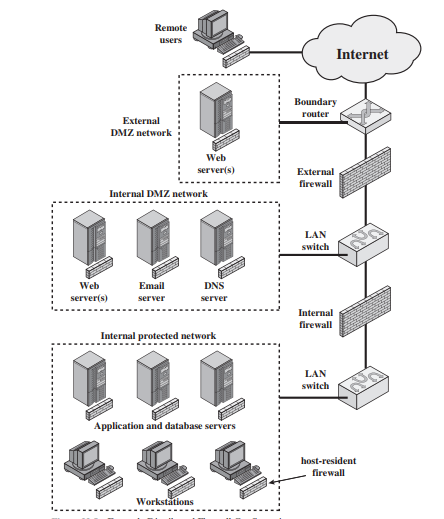 Remote
users
Internet
Boundary
router
External
DMZ network
Web
server(s)
External
firewall
Internal DMZ network
LAN
switch
Web
server(s)
Email
server
DNS
server
Internal
firewall
Internal protected network
LAN
switch
Application and database servers
host-resident
firewall
Workstations